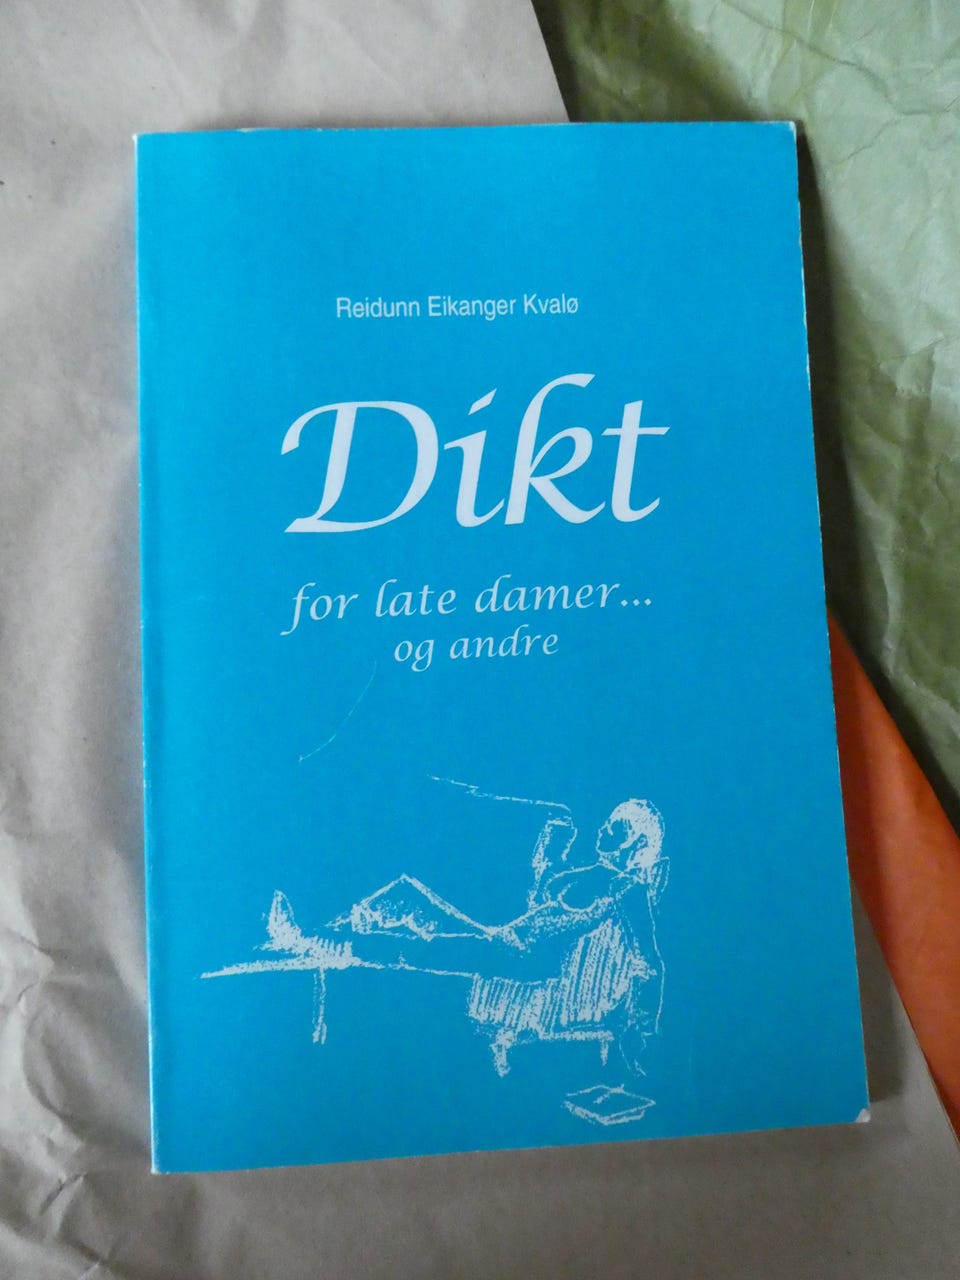 Reidunn Eikanger Kvalø
Dikt
for late damer...
og andre